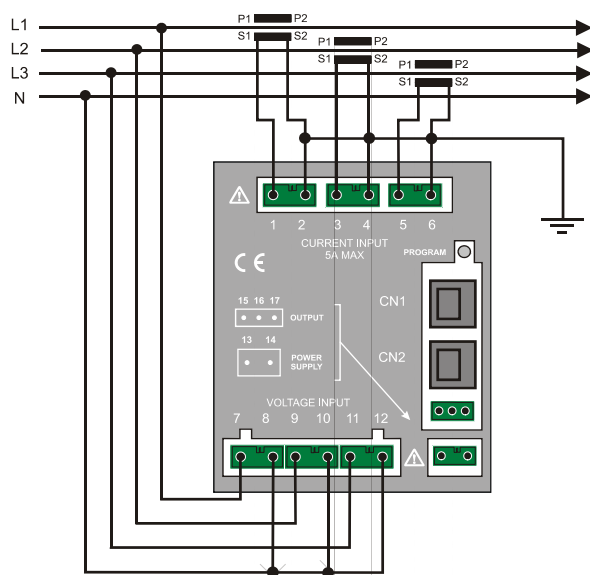 L1
P1 P2
S1 S2
L2
P1 P2
S1 S2
L3
P1 P2
S1 S2
N
1 2 3 4 5 6
CURRENT INPUT
5A MAX
PROGRAM
CE
CN1
15 16 17
OUTPUT
13 14
POWER
SUPPLY
CN2
VOLTAGE INPUT
7 8 9 10 11 12